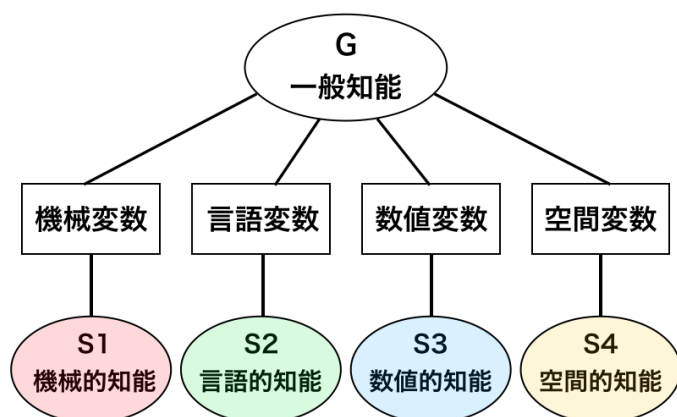 G
一般知能
機械変数
言語変数
数値変数
空間変数
S1
機械的知能
S2
言語的知能
S3
数値的知能
S4
空間的知能